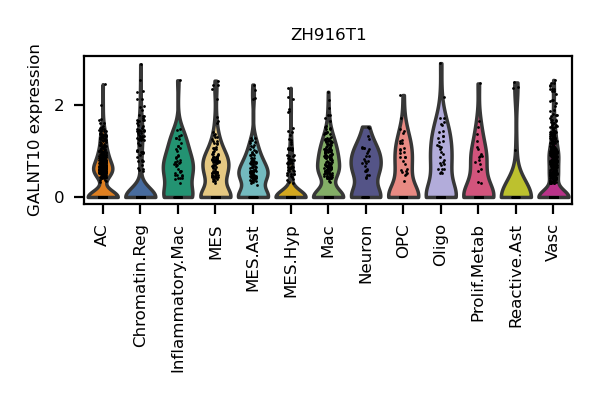 ZH916T1
GALNT10 expression
2
0
AC
Chromatin.Reg
Inflammatory.Mac
MES
MES.Ast
MES.Hyp
Mac
Neuron
OPC
Oligo
Prolif.Metab
Reactive.Ast
Vasc